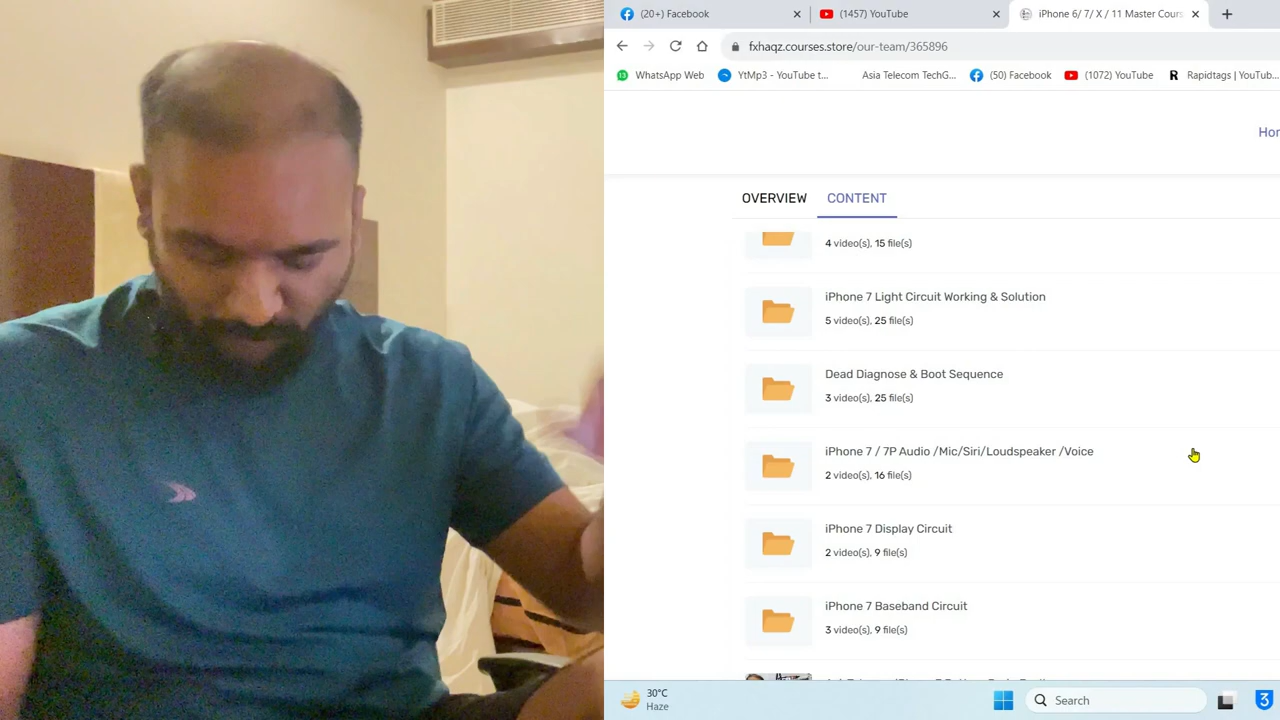 (20+) Facebook
(1457) YouTube
iPhone 6/ 7/ X / 11 Master Cours
fxhaqz.courses.store/our-team/365896
WhatsApp Web
YtMp3 - YouTube t...
Asia Telecom TechG...
(50) Facebook
(1072) YouTube
Rapidtags | YouTub...
Hor
OVERVIEW
CONTENT
4 video(s), 15 file(s)
iPhone 7 Light Circuit Working & Solution
5 video(s), 25 file(s)
Dead Diagnose & Boot Sequence
3 video(s), 25 file(s)
iPhone 7 / 7P Audio /Mic/Siri/Loudspeaker /Voice
2 video(s), 16 file(s)
iPhone 7 Display Circuit
2 video(s), 9 file(s)
iPhone 7 Baseband Circuit
3 video(s), 9 file(s)
30°C
Haze
Search